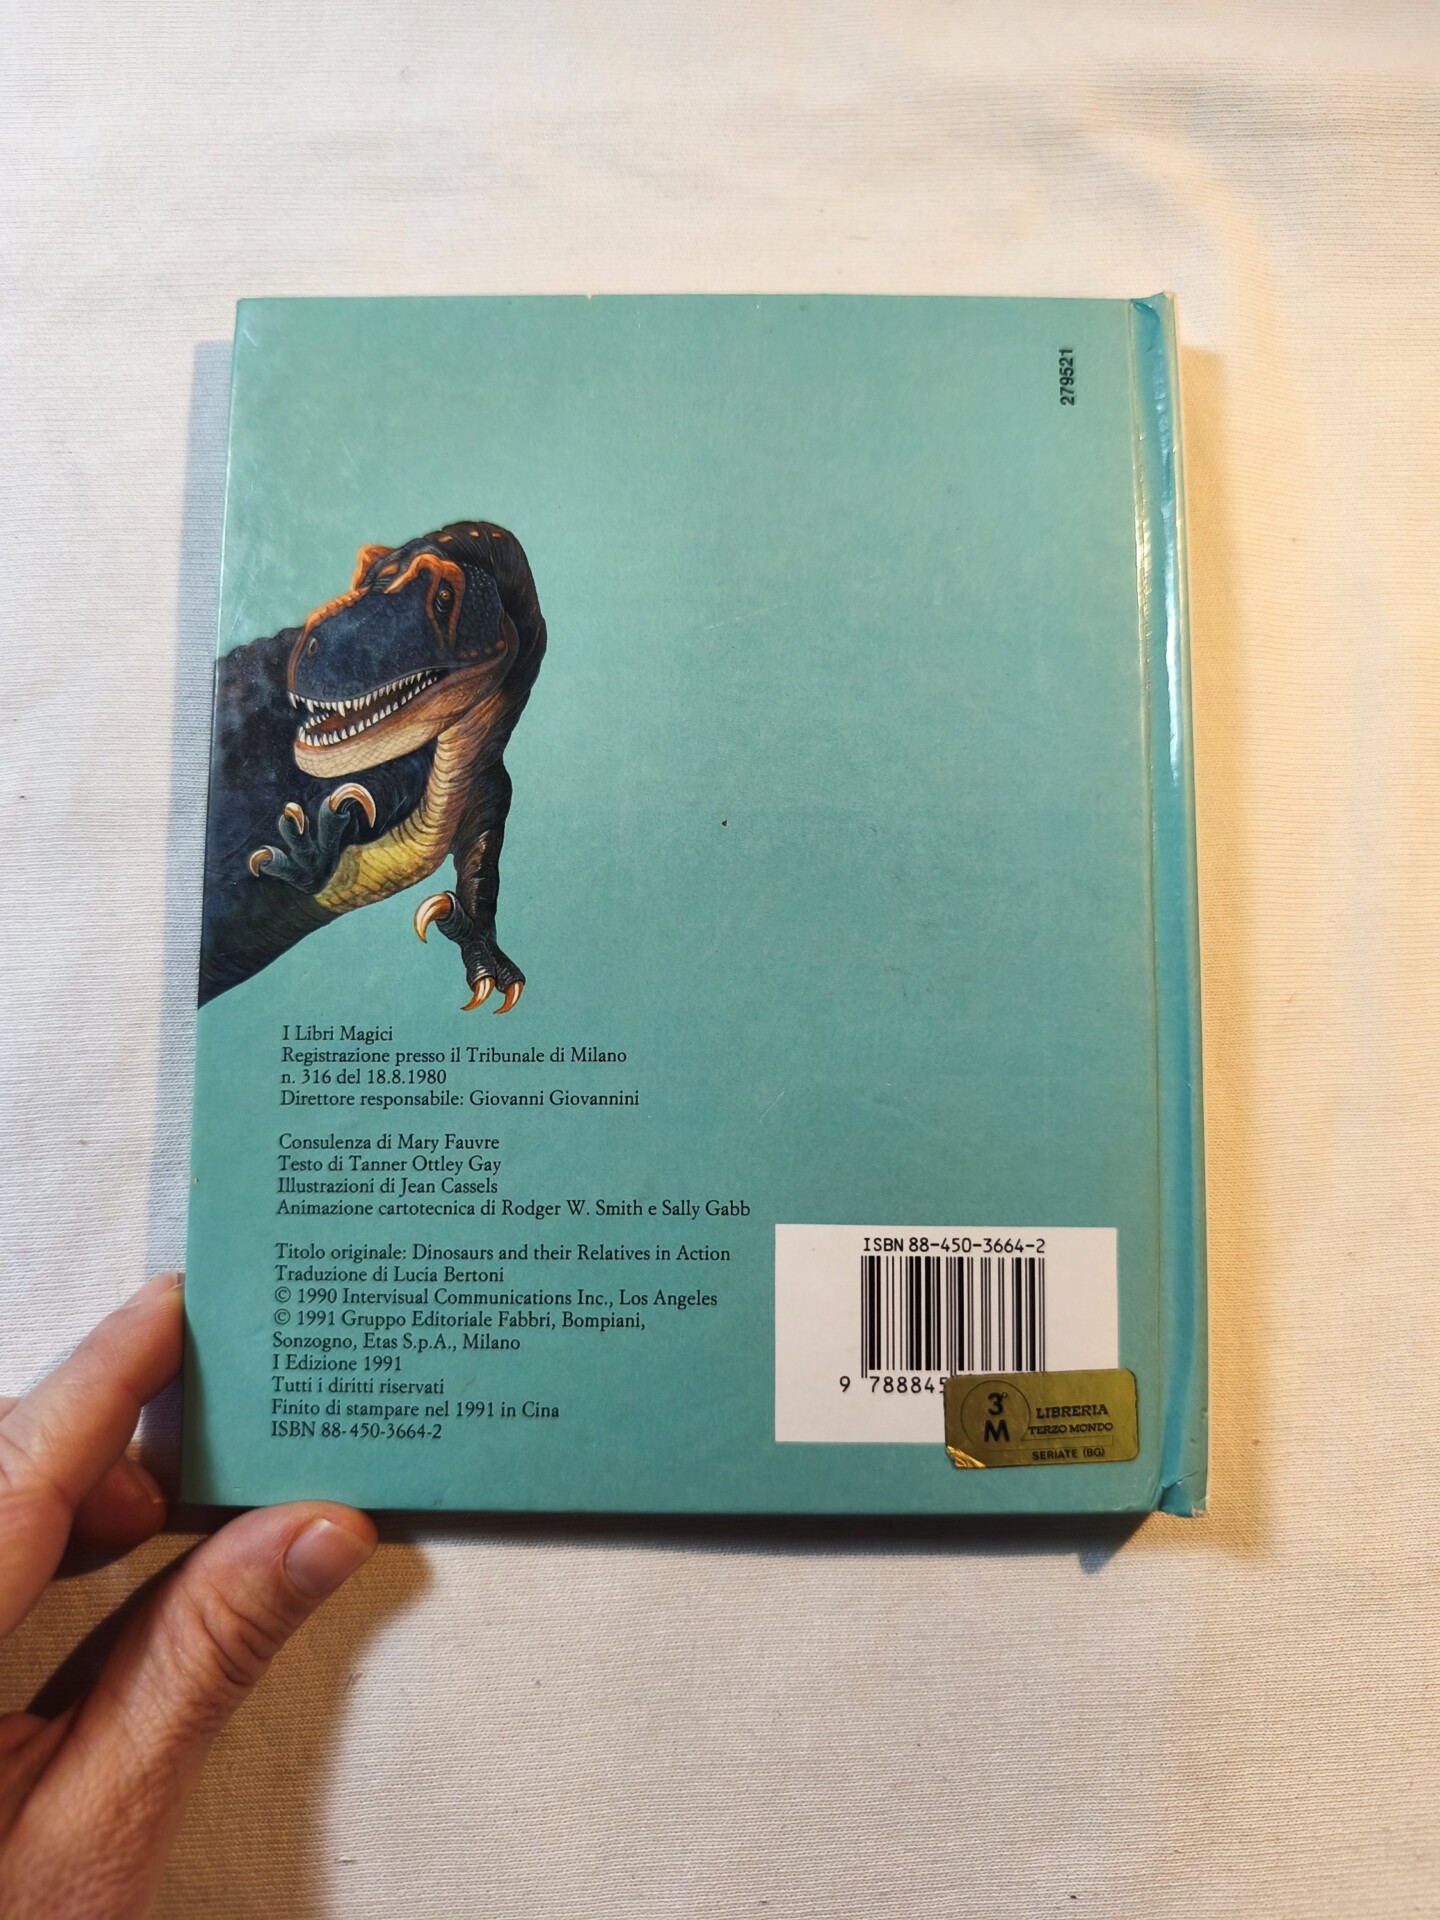 279521
I Libri Magici
Registrazione presso il Tribunale di Milano
n. 316 del 18.8.1980
Direttore responsabile: Giovanni Giovannini
Consulenza di Mary Fauvre
Testo di Tanner Ottley Gay
Illustrazioni di Jean Cassels
Animazione cartotecnica di Rodger W. Smith e Sally Gabb
Titolo originale: Dinosaurs and their Relatives in Action
Traduzione di Lucia Bertoni
© 1990 Intervisual Communications Inc., Los Angeles
© 1991 Gruppo Editoriale Fabbri, Bompiani,
Sonzogno, Etas S.p.A., Milano
I Edizione 1991
Tutti i diritti riservati
Finito di stampare nel 1991 in Cina
ISBN 88-450-3664-2
ISBN 88-450-3664-2
9 788845
3° M
LIBRERIA
TERZO MONDO
SERIATE (BG)